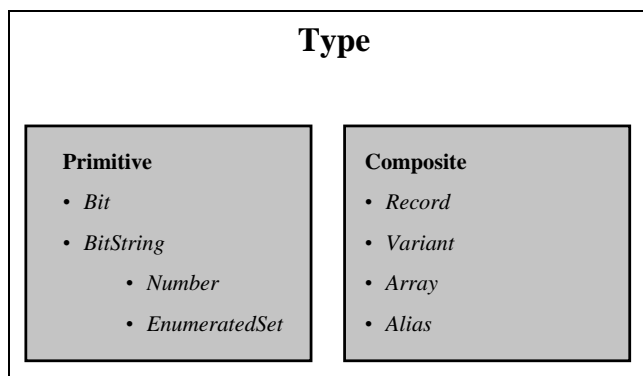 Type
Primitive
• Bit
• BitString
• Number
• EnumeratedSet
Composite
• Record
• Variant
• Array
• Alias